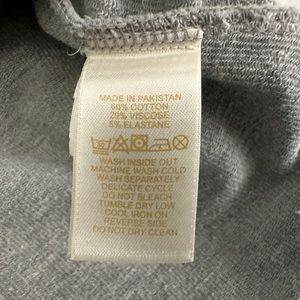 MADE IN PAKISTAN
66% COTTON
29% VISCOSE
5% ELASTANE
WASH INSIDE OUT
MACHINE WASH COLD
WASH SEPARATELY
DELICATE CYCLE
DO NOT BLEACH
TUMBLE DRY LOW
COOL IRON ON
REVERSE SIDE
DO NOT DRY CLEAN